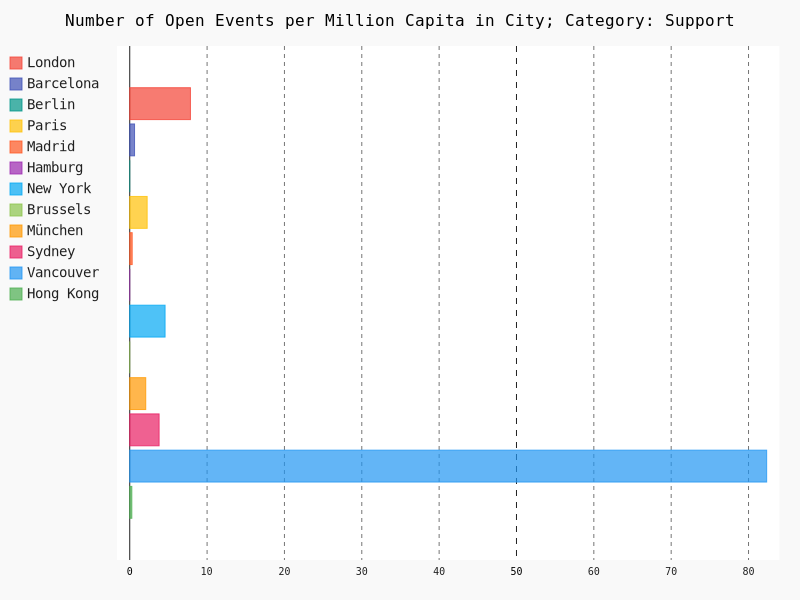 Number of Open Events per Million Capita in City; Category: Support
London
Barcelona
Berlin
Paris
Madrid
Hamburg
New York
Brussels
München
Sydney
Vancouver
Hong Kong
0 10 20 30 40 50 60 70 80